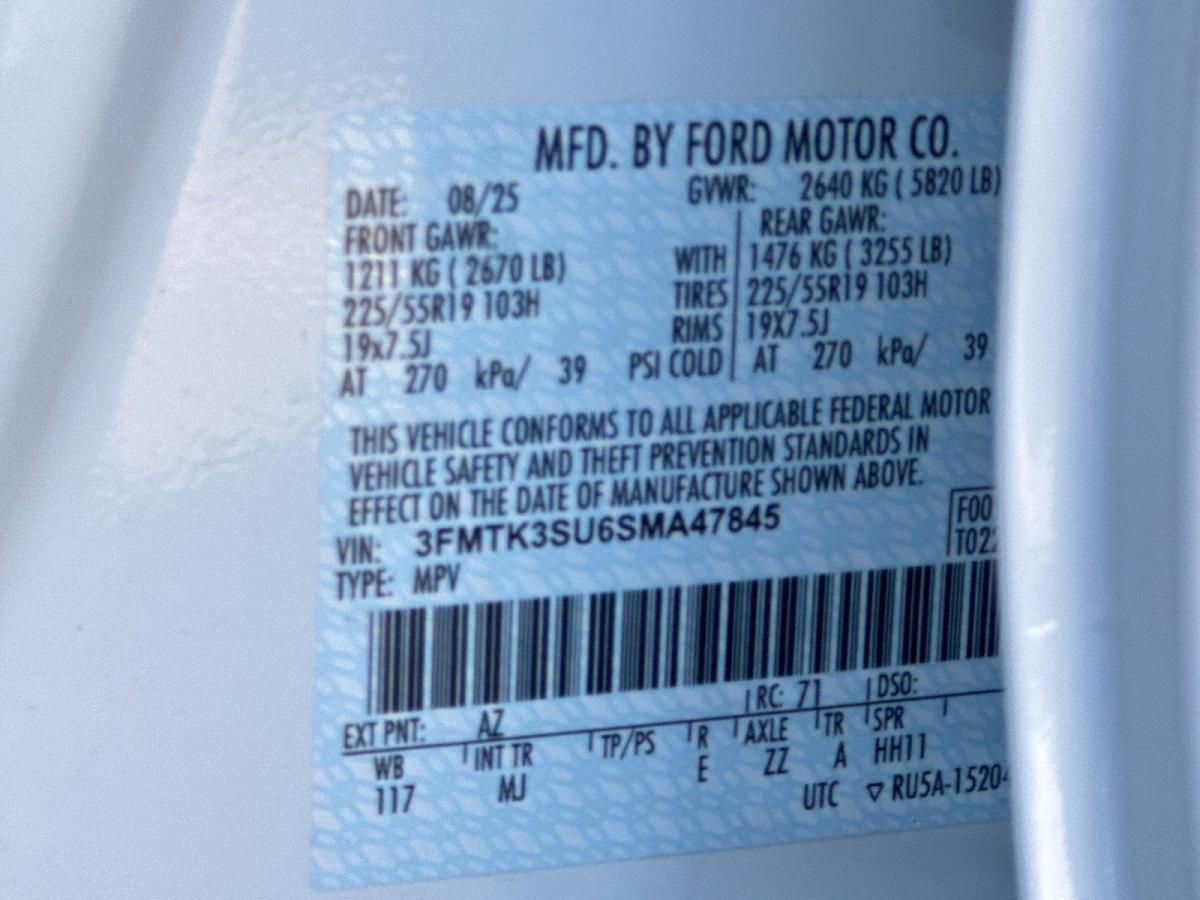 MFD. BY FORD MOTOR CO.
DATE: 08/25 GVWR: 2640 KG ( 5820 LB)
FRONT GAWR: REAR GAWR:
1211 KG ( 2670 LB) WITH 1476 KG ( 3255 LB)
225/55R19 103H TIRES 225/55R19 103H
19x7.5J RIMS 19X7.5J
AT 270 kPa/ 39 PSI COLD AT 270 kPa/ 39
THIS VEHICLE CONFORMS TO ALL APPLICABLE FEDERAL MOTOR
VEHICLE SAFETY AND THEFT PREVENTION STANDARDS IN
EFFECT ON THE DATE OF MANUFACTURE SHOWN ABOVE.
VIN: 3FMTK3SU6SMA47845 F00
TYPE: MPV T022
EXT PNT: AZ RC: 71 DSO:
WB INT TR TP/PS R AXLE TR SPR
117 MJ E ZZ A HH11
UTC ▽ RU5A-15204